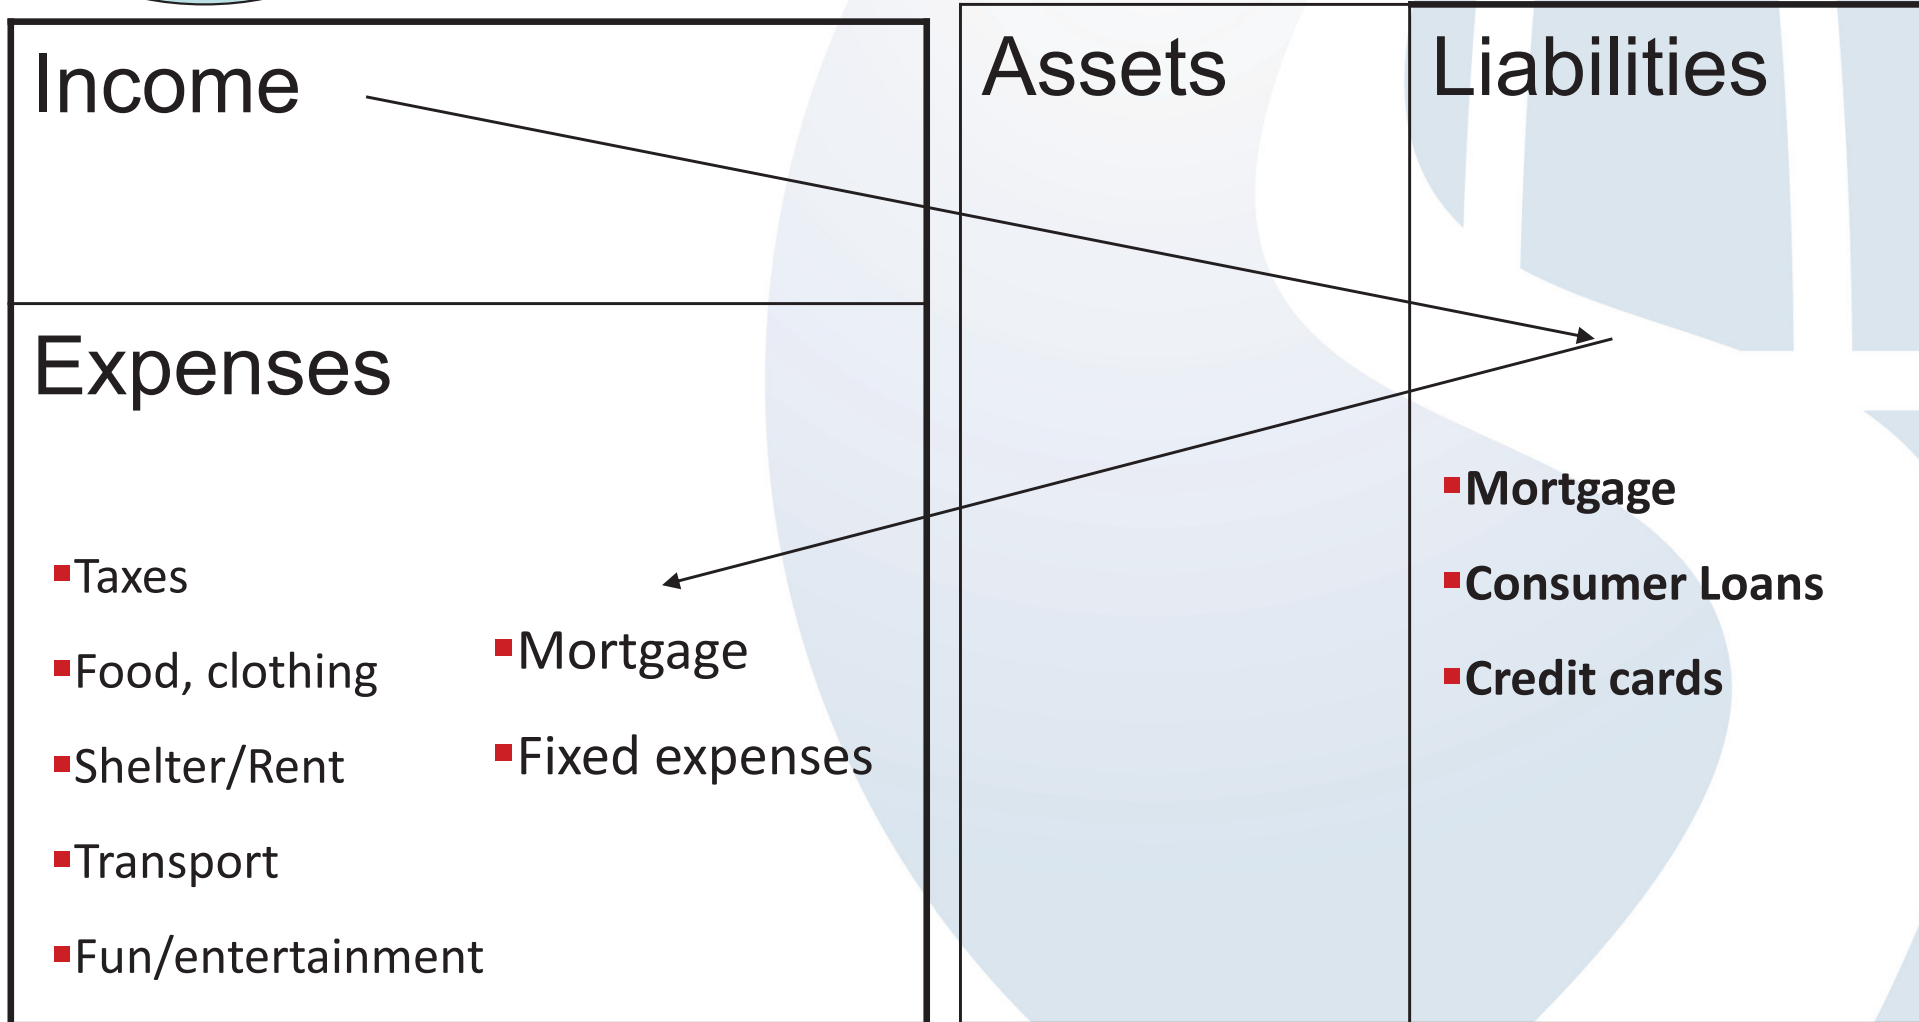 Income
Expenses
▪Taxes
▪Food, clothing
▪Shelter/Rent
▪Transport
▪Fun/entertainment
▪Mortgage
▪Fixed expenses
Assets
Liabilities
▪Mortgage
▪Consumer Loans
▪Credit cards